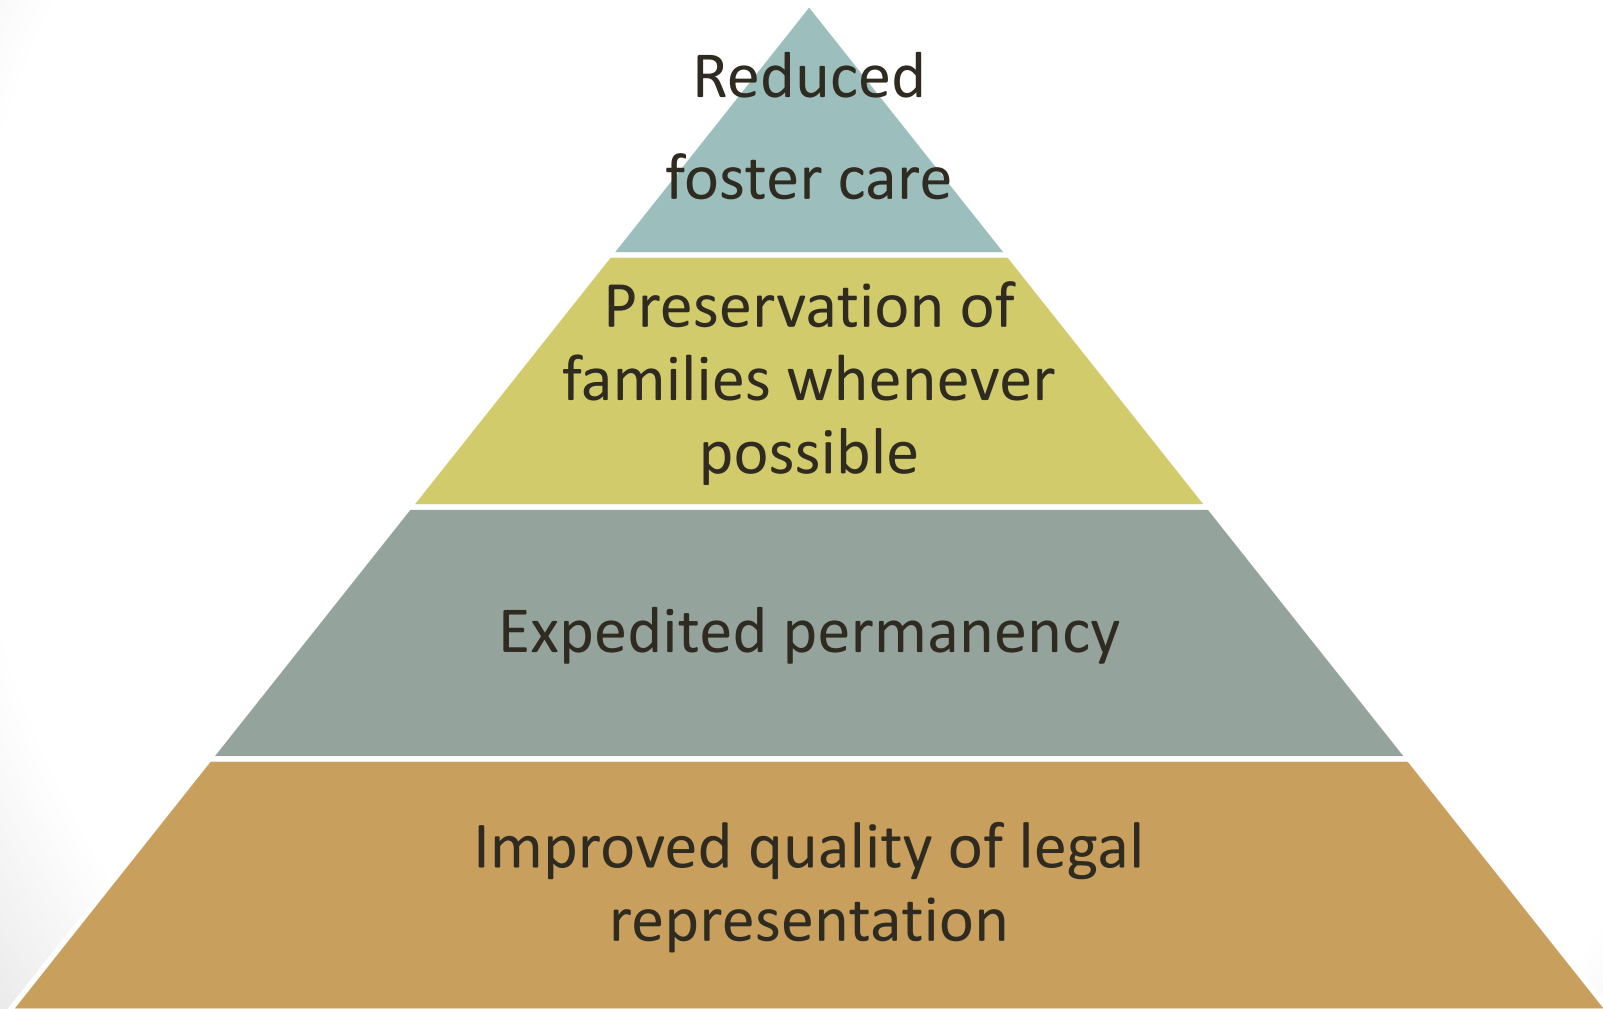 Reduced
foster care
Preservation of
families whenever
possible
Expedited permanency
Improved quality of legal
representation